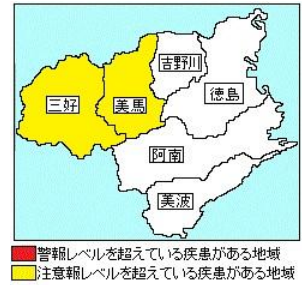 吉野川
徳島
三好
美馬
阿南
美波
警報レベルを超えている疾患がある地域
注意報レベルを超えている疾患がある地域